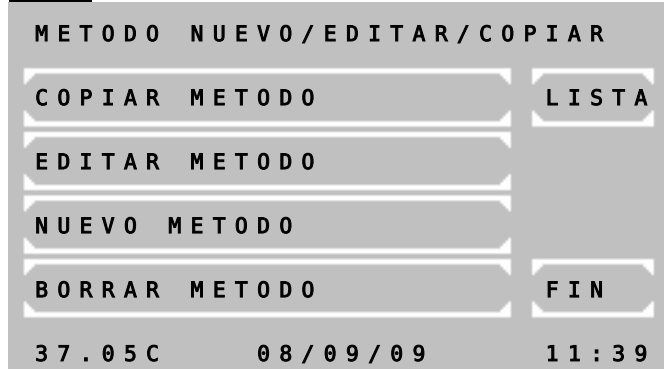 METODO NUEVO/EDITAR/COPIAR
COPIAR METODO LISTA
EDITAR METODO
NUEVO METODO
BORRAR METODO FIN
37.05C 08/09/09 11:39